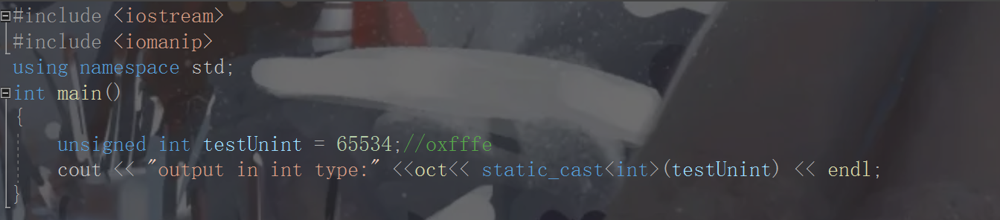 #include <iostream>
#include <iomanip>
using namespace std;
int main()
{
unsigned int testUnint = 65534;//oxfffe
cout << "output in int type:" <<oct<< static_cast<int>(testUnint) << endl;
}